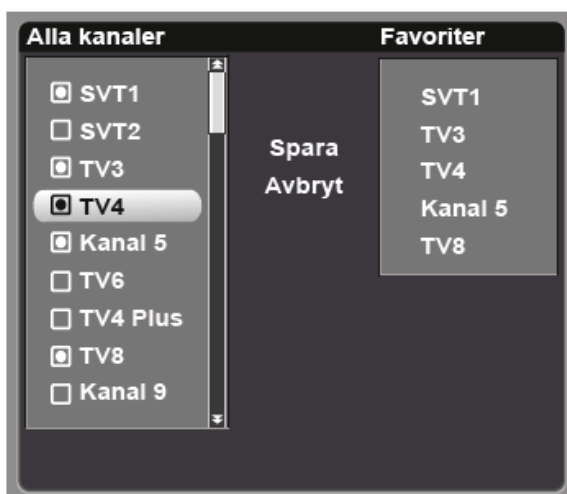 Alla kanaler
SVT1
SVT2
TV3
TV4
Kanal 5
TV6
TV4 Plus
TV8
Kanal 9
Spara
Avbryt
Favoriter
SVT1
TV3
TV4
Kanal 5
TV8